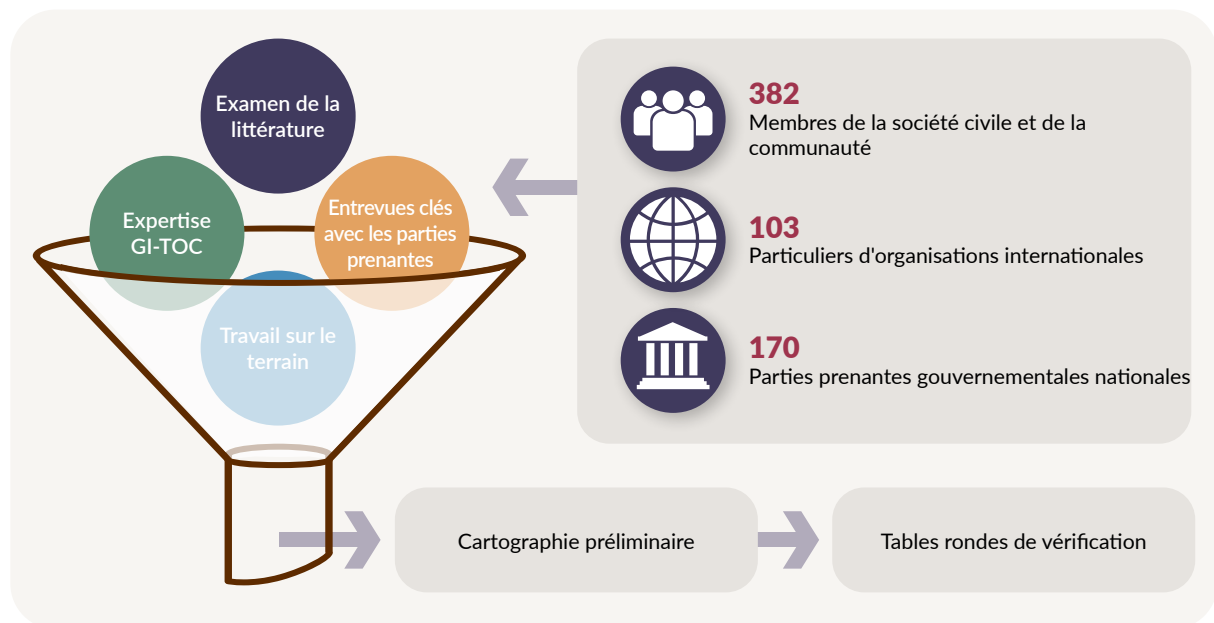 Examen de la
littérature
Expertise
GI-TOC
Entrevues clés
avec les parties
prenantes
Travail sur le
terrain
382
Membres de la société civile et de la
communauté
103
Particuliers d'organisations internationales
170
Parties prenantes gouvernementales nationales
Cartographie préliminaire
Tables rondes de vérification